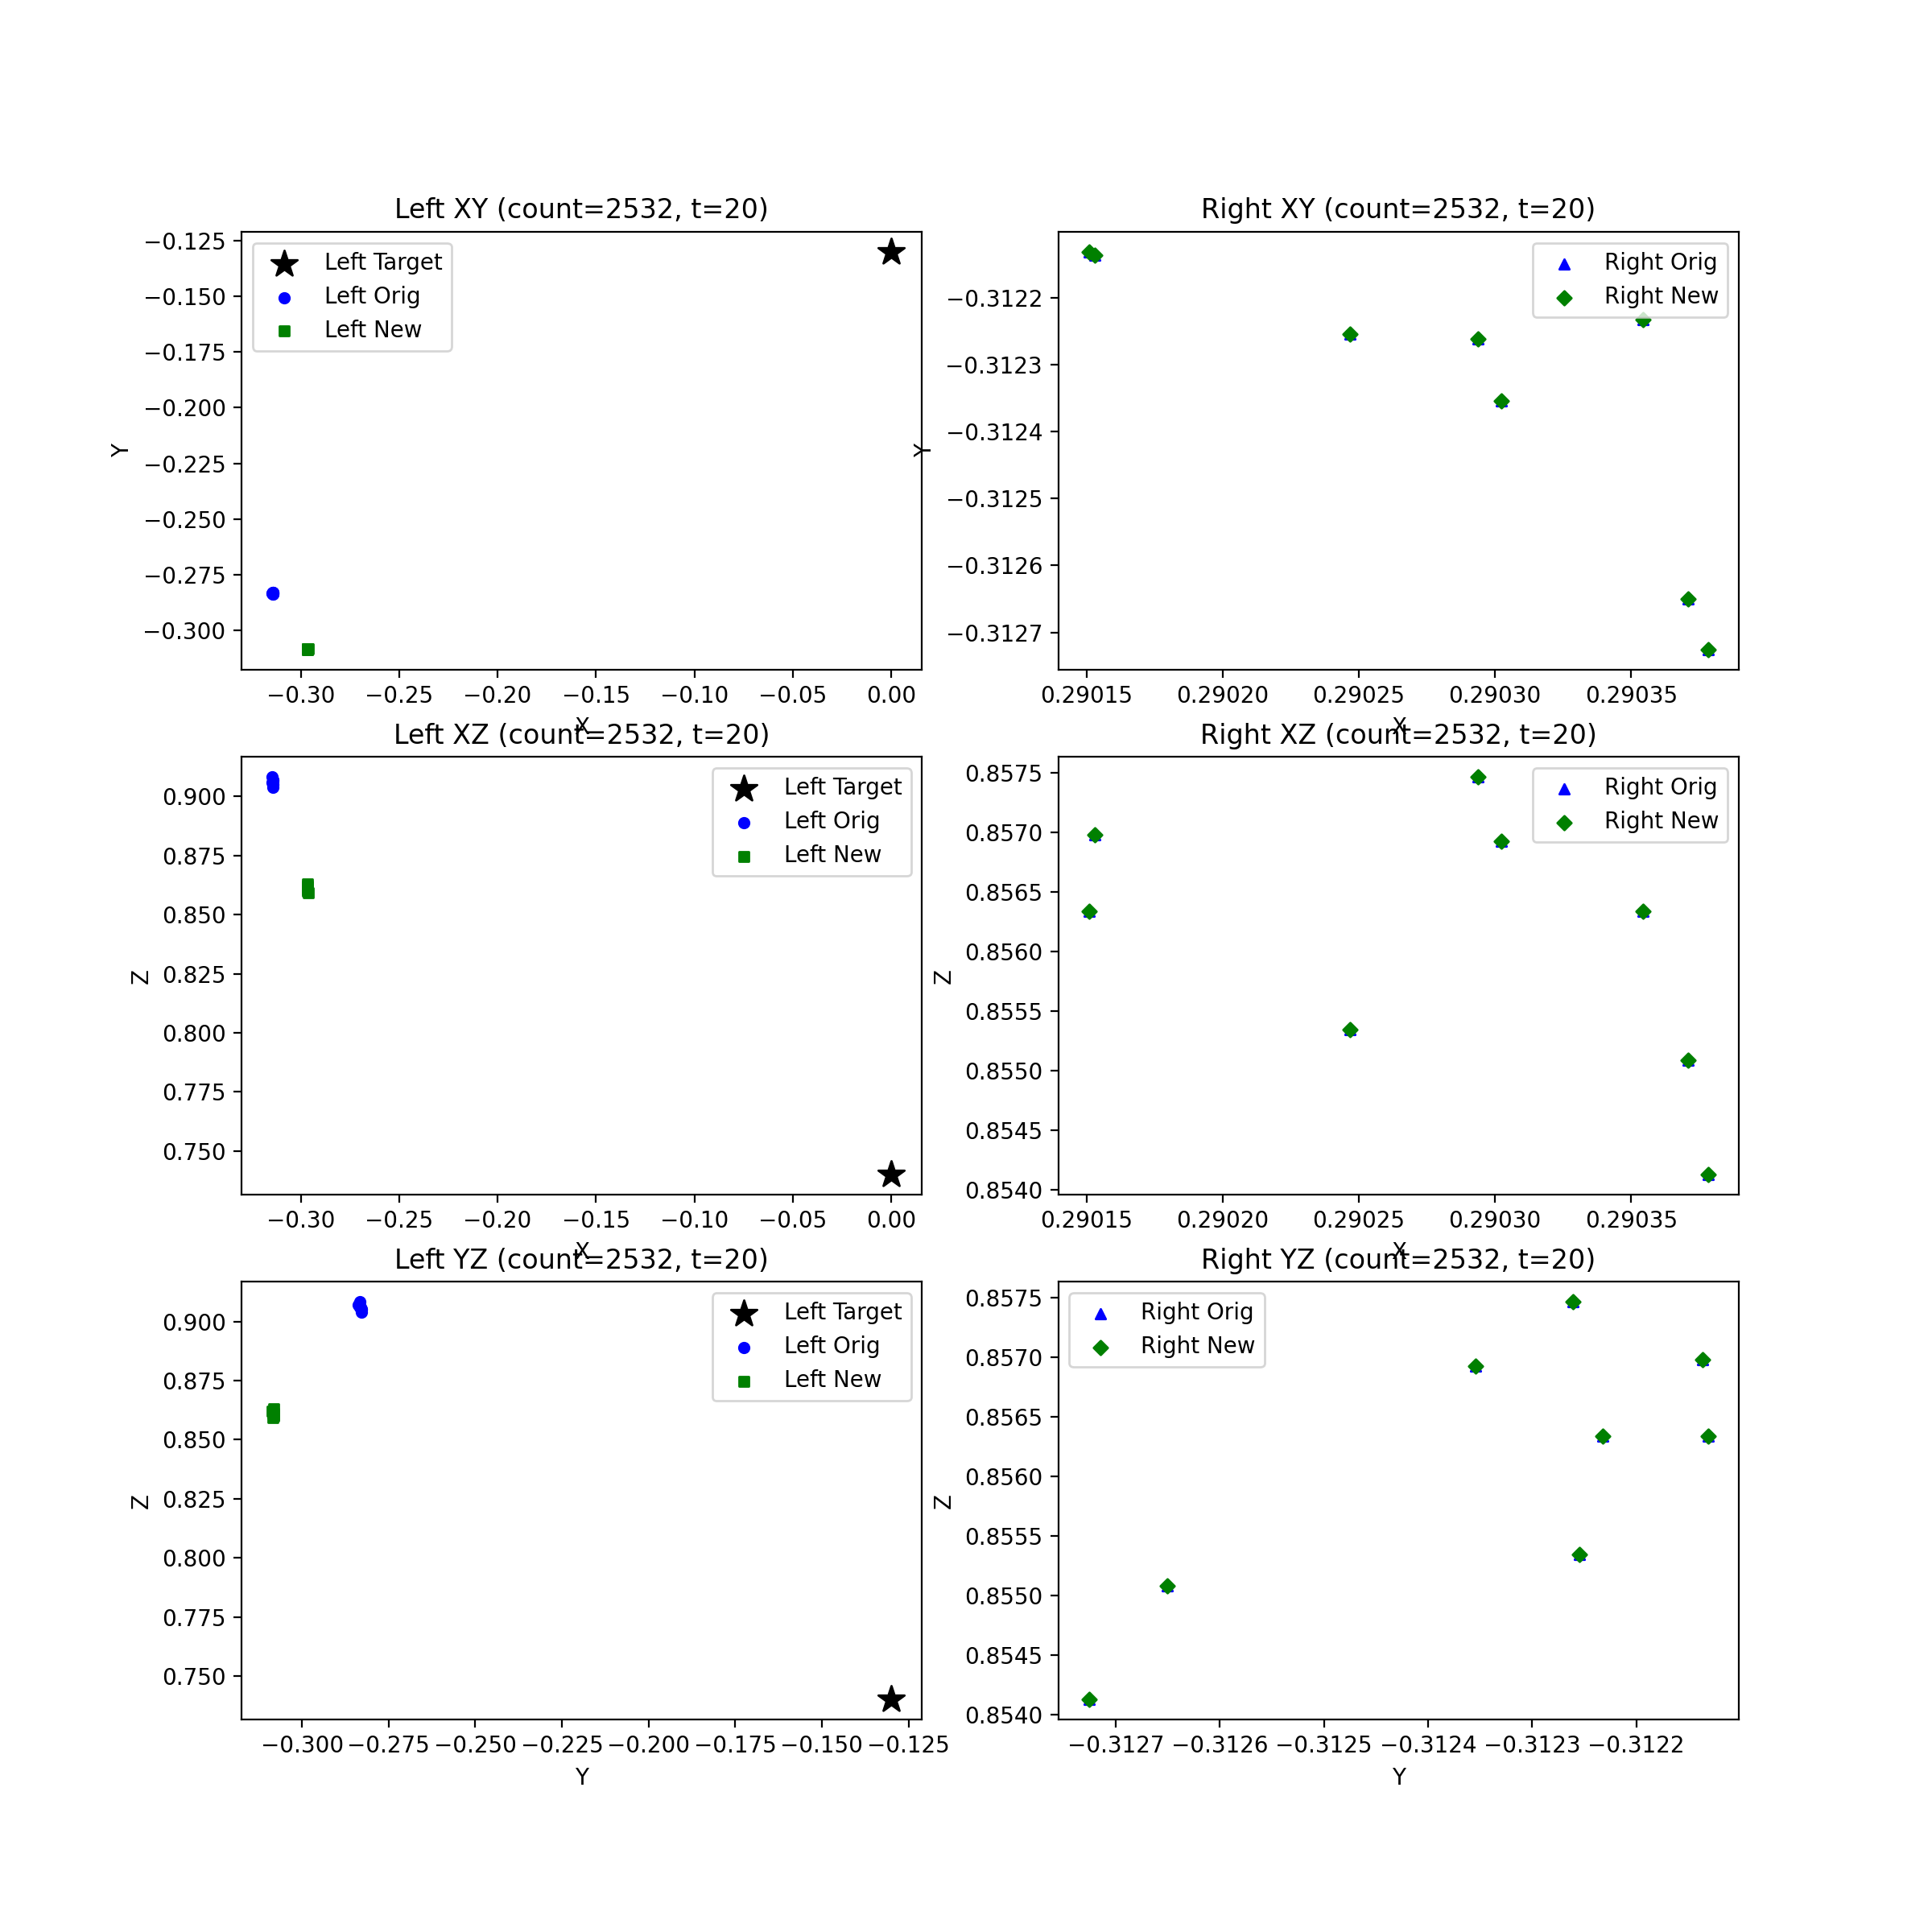 Left XY (count=2532, t=20)
−0.125
−0.150
−0.175
−0.200
−0.225
−0.250
−0.275
−0.300
Y
Left Target
Left Orig
Left New
−0.30
−0.25
−0.20
−0.15
−0.10
−0.05
0.00
X
Right XY (count=2532, t=20)
−0.3122
−0.3123
−0.3124
−0.3125
−0.3126
−0.3127
Y
Right Orig
Right New
0.29015
0.29020
0.29025
0.29030
0.29035
X
Left XZ (count=2532, t=20)
0.900
0.875
0.850
0.825
0.800
0.775
0.750
Z
Left Target
Left Orig
Left New
−0.30
−0.25
−0.20
−0.15
−0.10
−0.05
0.00
X
Right XZ (count=2532, t=20)
0.8575
0.8570
0.8565
0.8560
0.8555
0.8550
0.8545
0.8540
Z
Right Orig
Right New
0.29015
0.29020
0.29025
0.29030
0.29035
X
Left YZ (count=2532, t=20)
0.900
0.875
0.850
0.825
0.800
0.775
0.750
Z
Left Target
Left Orig
Left New
−0.300
−0.275
−0.250
−0.225
−0.200
−0.175
−0.150
−0.125
Y
Right YZ (count=2532, t=20)
0.8575
0.8570
0.8565
0.8560
0.8555
0.8550
0.8545
0.8540
Z
Right Orig
Right New
−0.3127
−0.3126
−0.3125
−0.3124
−0.3123
−0.3122
Y